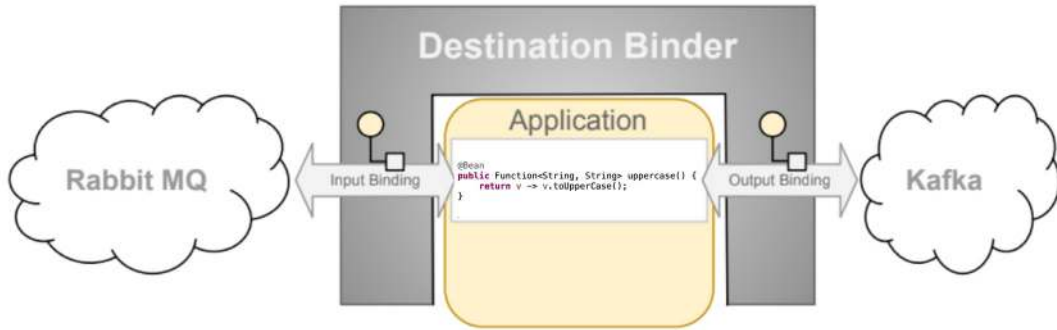 Destination Binder
Application
Rabbit MQ
Input Binding
@Bean
public Function<String, String> uppercase() {
    return v -> v.toUpperCase();
}
Output Binding
Kafka